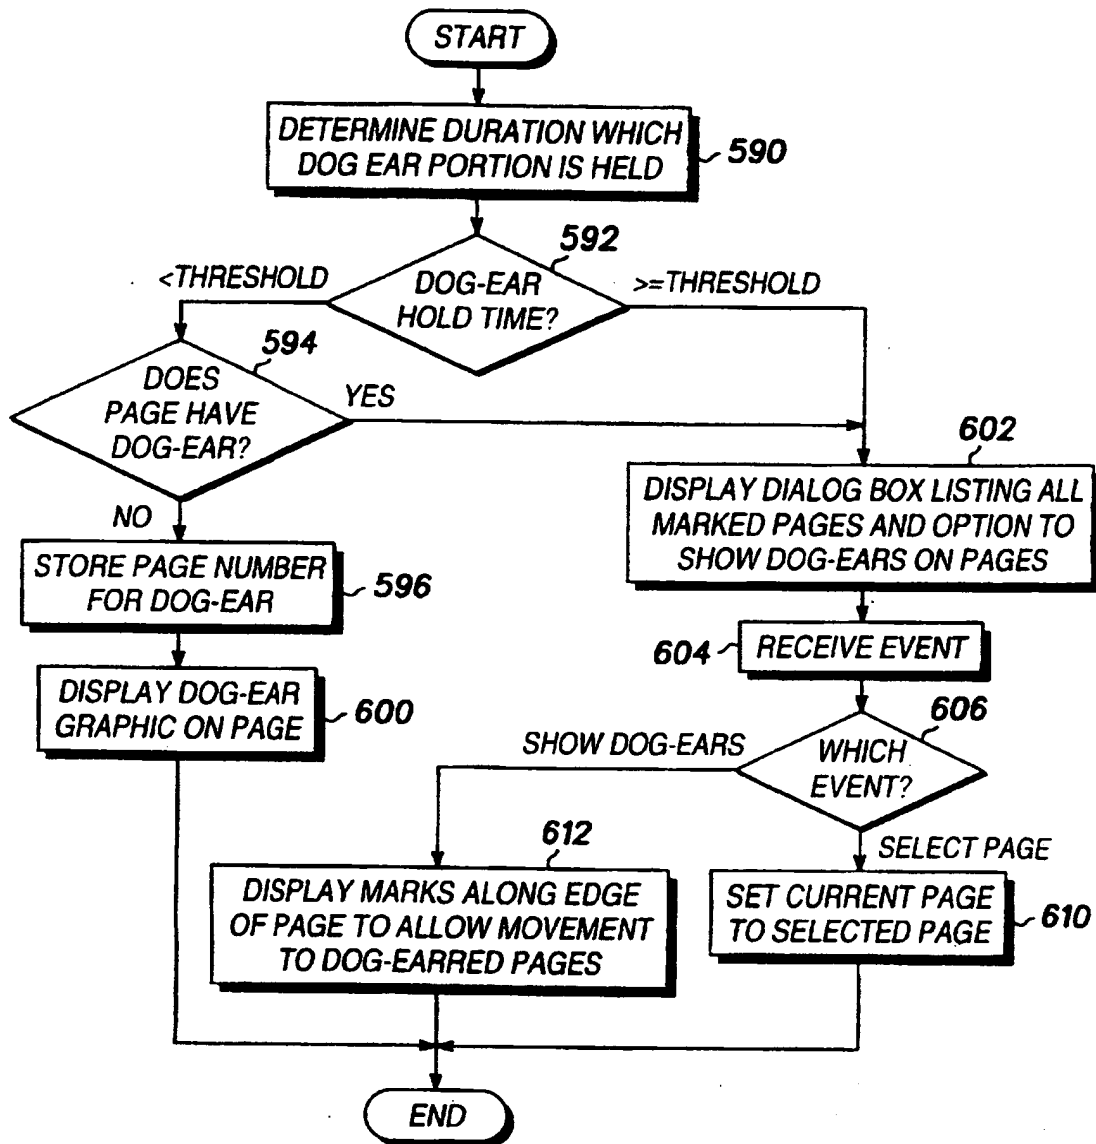 START
DETERMINE DURATION WHICH
DOG EAR PORTION IS HELD
590
592
<THRESHOLD
DOG-EAR
HOLD TIME?
>=THRESHOLD
594
DOES
PAGE HAVE
DOG-EAR?
YES
NO
602
DISPLAY DIALOG BOX LISTING ALL
MARKED PAGES AND OPTION TO
SHOW DOG-EARS ON PAGES
STORE PAGE NUMBER
FOR DOG-EAR
596
604
RECEIVE EVENT
DISPLAY DOG-EAR
GRAPHIC ON PAGE
600
606
SHOW DOG-EARS
WHICH
EVENT?
SELECT PAGE
612
DISPLAY MARKS ALONG EDGE
OF PAGE TO ALLOW MOVEMENT
TO DOG-EARRED PAGES
SET CURRENT PAGE
TO SELECTED PAGE
610
END